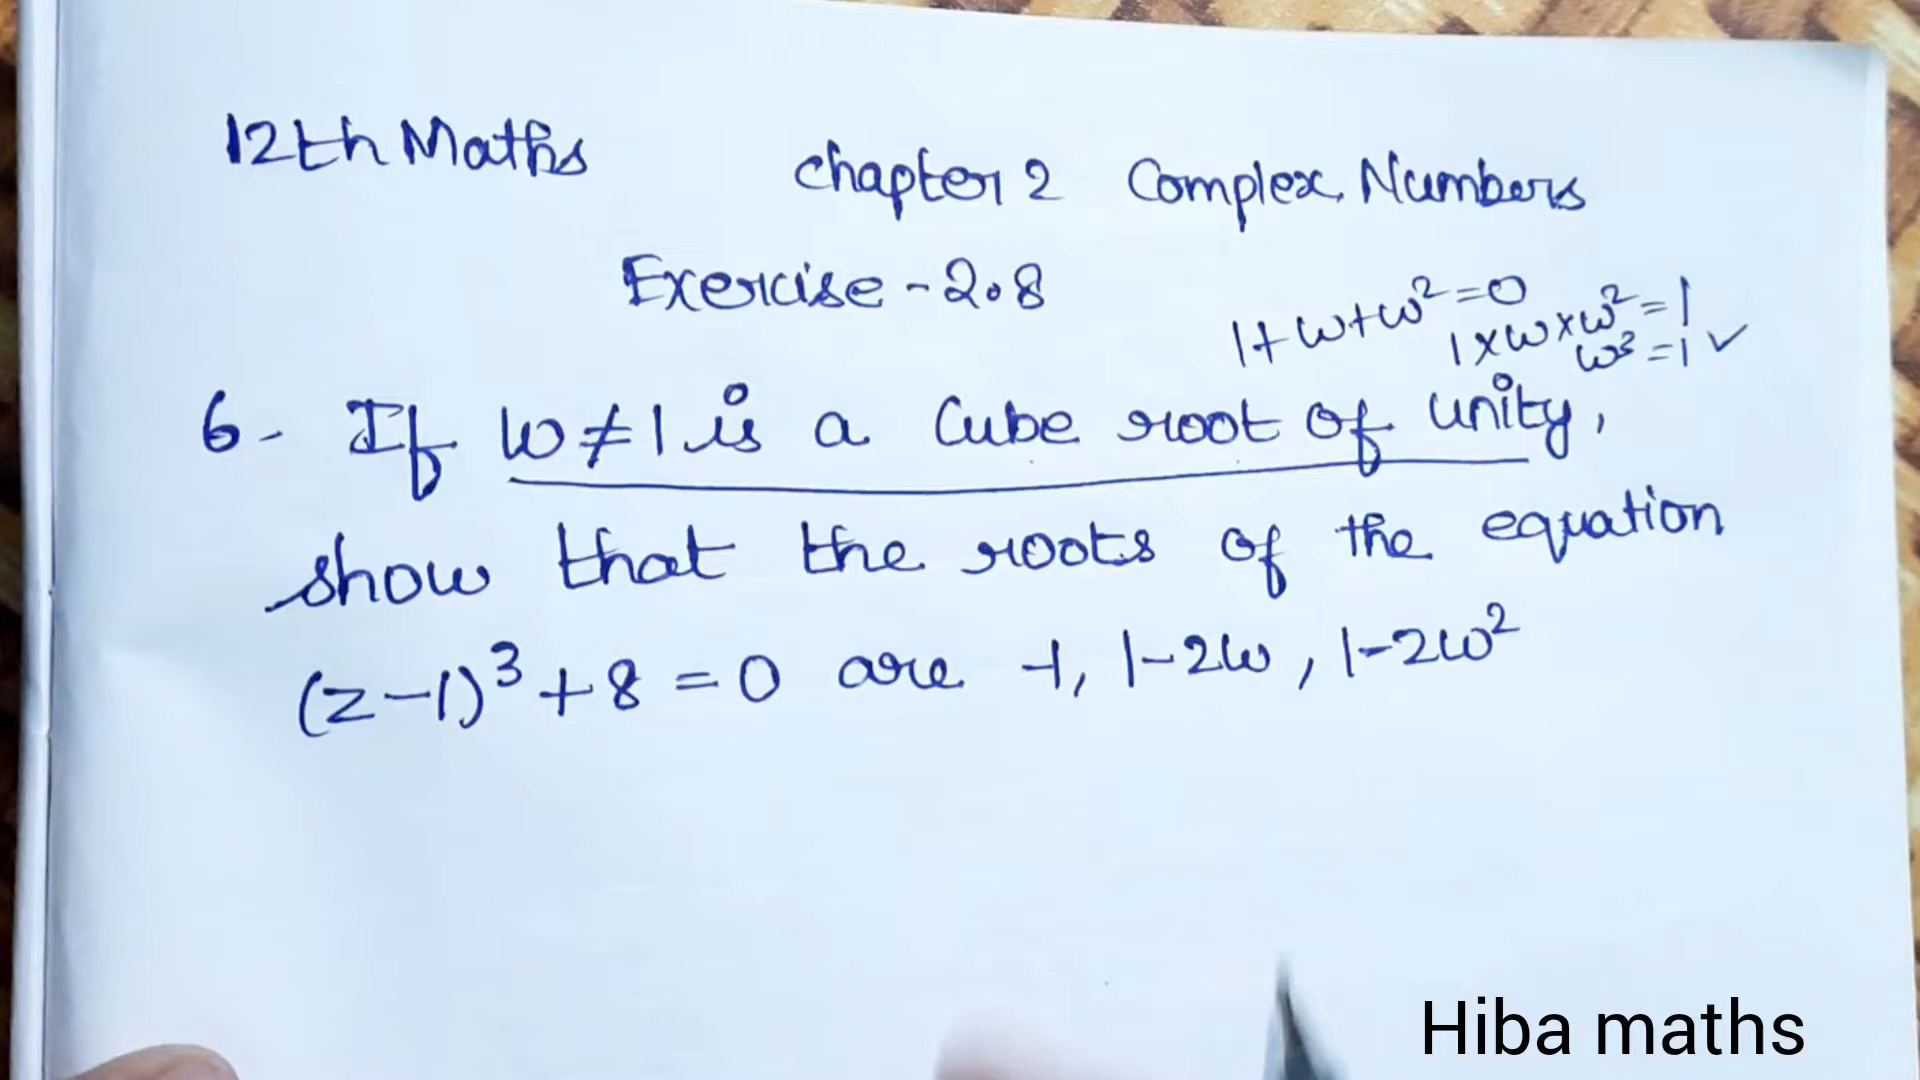 12th Maths chapter 2 Complex Numbers
Exercise - 2.8
1+ω+ω²=0
1×ω×ω²=1
ω³=1 ✓
6- If ω≠1 is a Cube root of unity,
show that the roots of the equation
(z-1)³+8=0 are -1, 1-2ω, 1-2ω²
Hiba maths